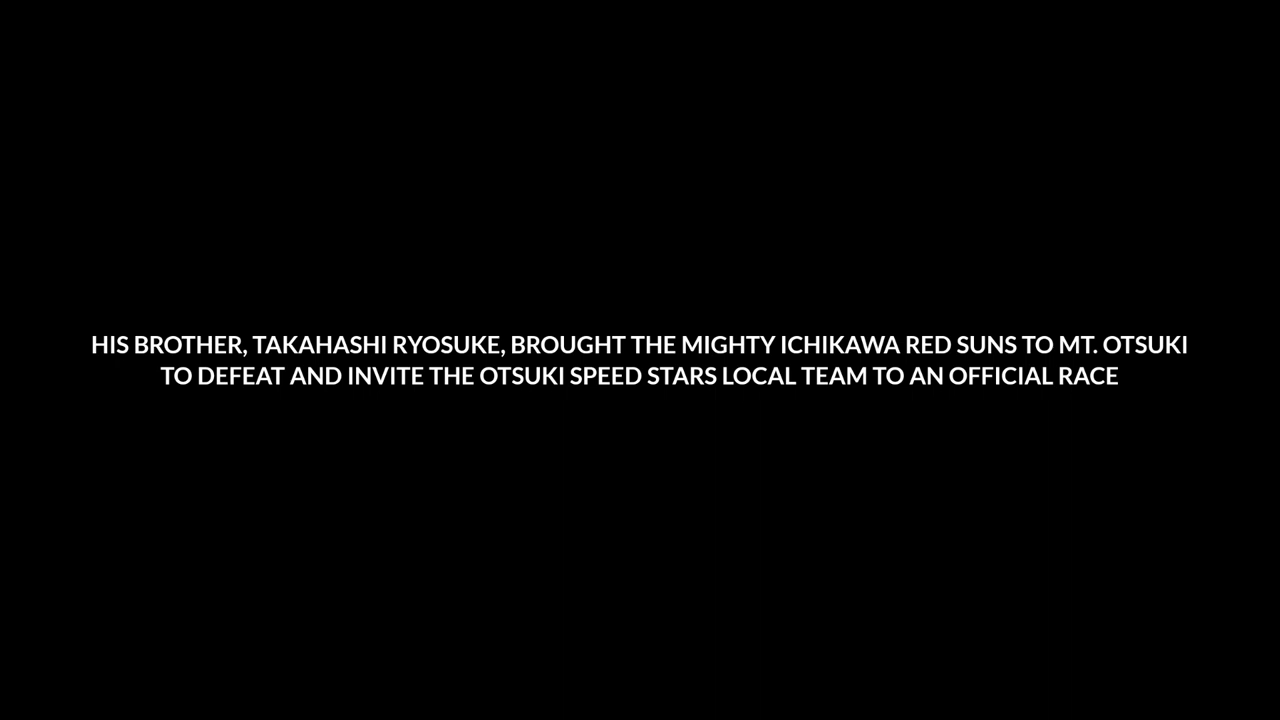 HIS BROTHER, TAKAHASHI RYOSUKE, BROUGHT THE MIGHTY ICHIKAWA RED SUNS TO MT. OTSUKI
TO DEFEAT AND INVITE THE OTSUKI SPEED STARS LOCAL TEAM TO AN OFFICIAL RACE